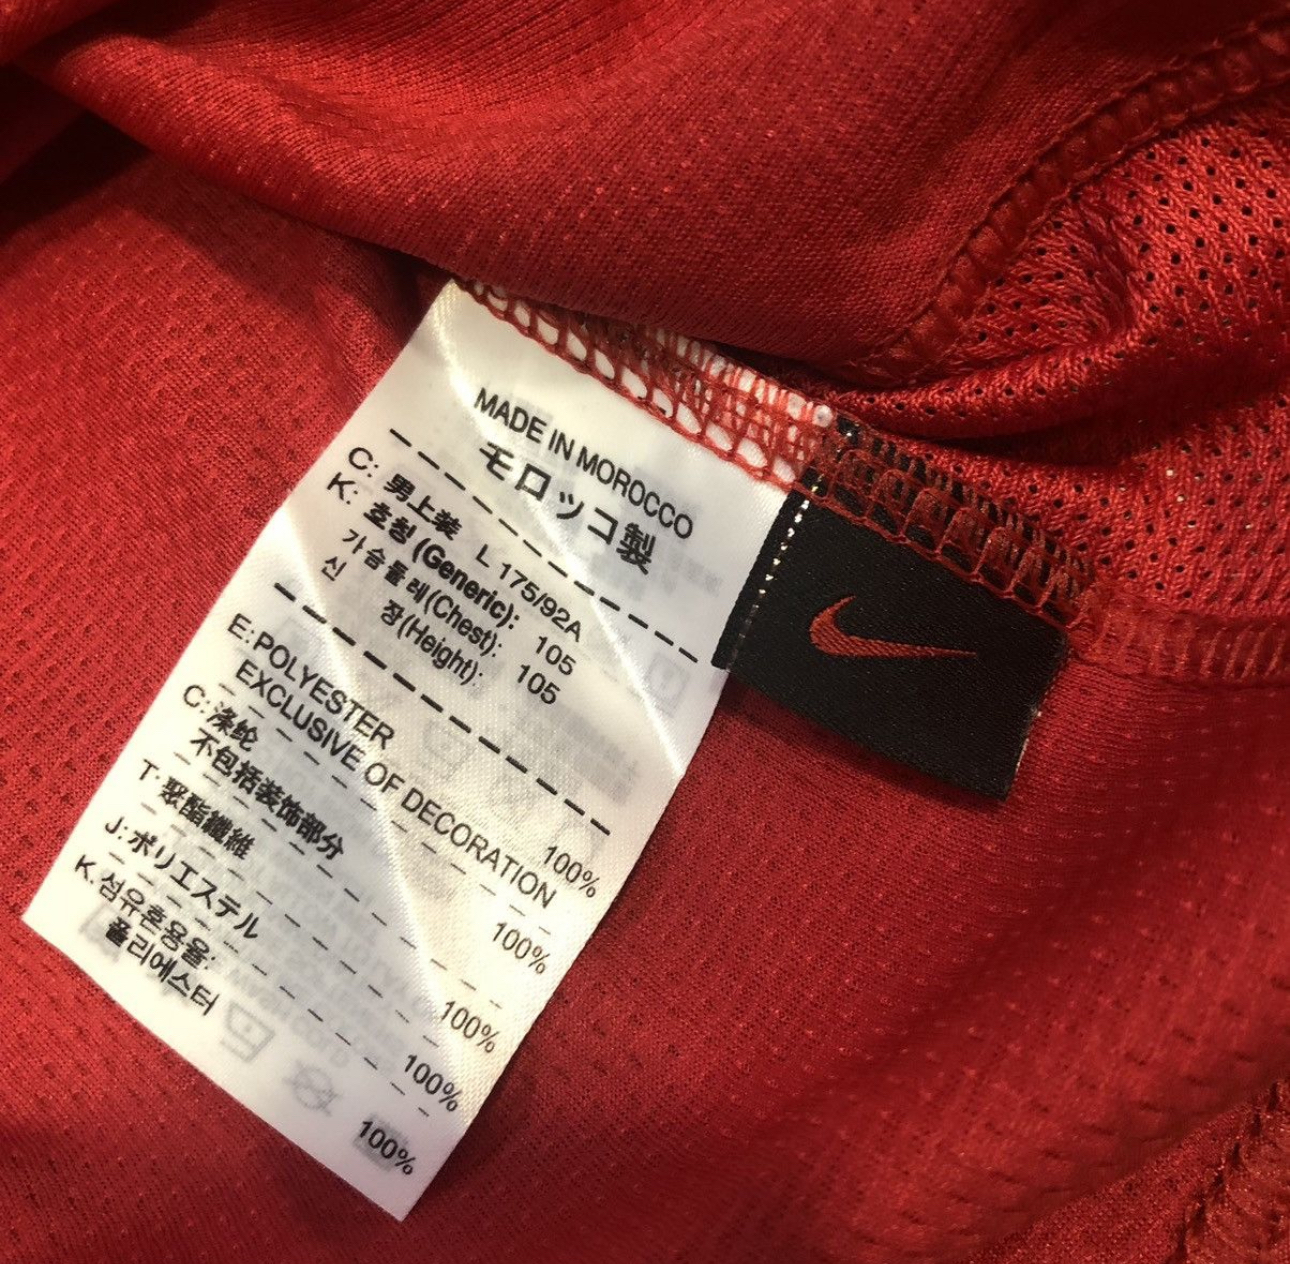 MADE IN MOROCCO
モロッコ製
C: 男上装 L 175/92A
K: 호칭(Generic): 105
가슴둘레(Chest): 105
신 장(Height):
E: POLYESTER 100%
EXCLUSIVE OF DECORATION
C: 涤纶 100%
不包括装饰部分
T: 聚酯纖維 100%
J: ポリエステル 100%
K: 섬유혼용율:
폴리에스터 100%